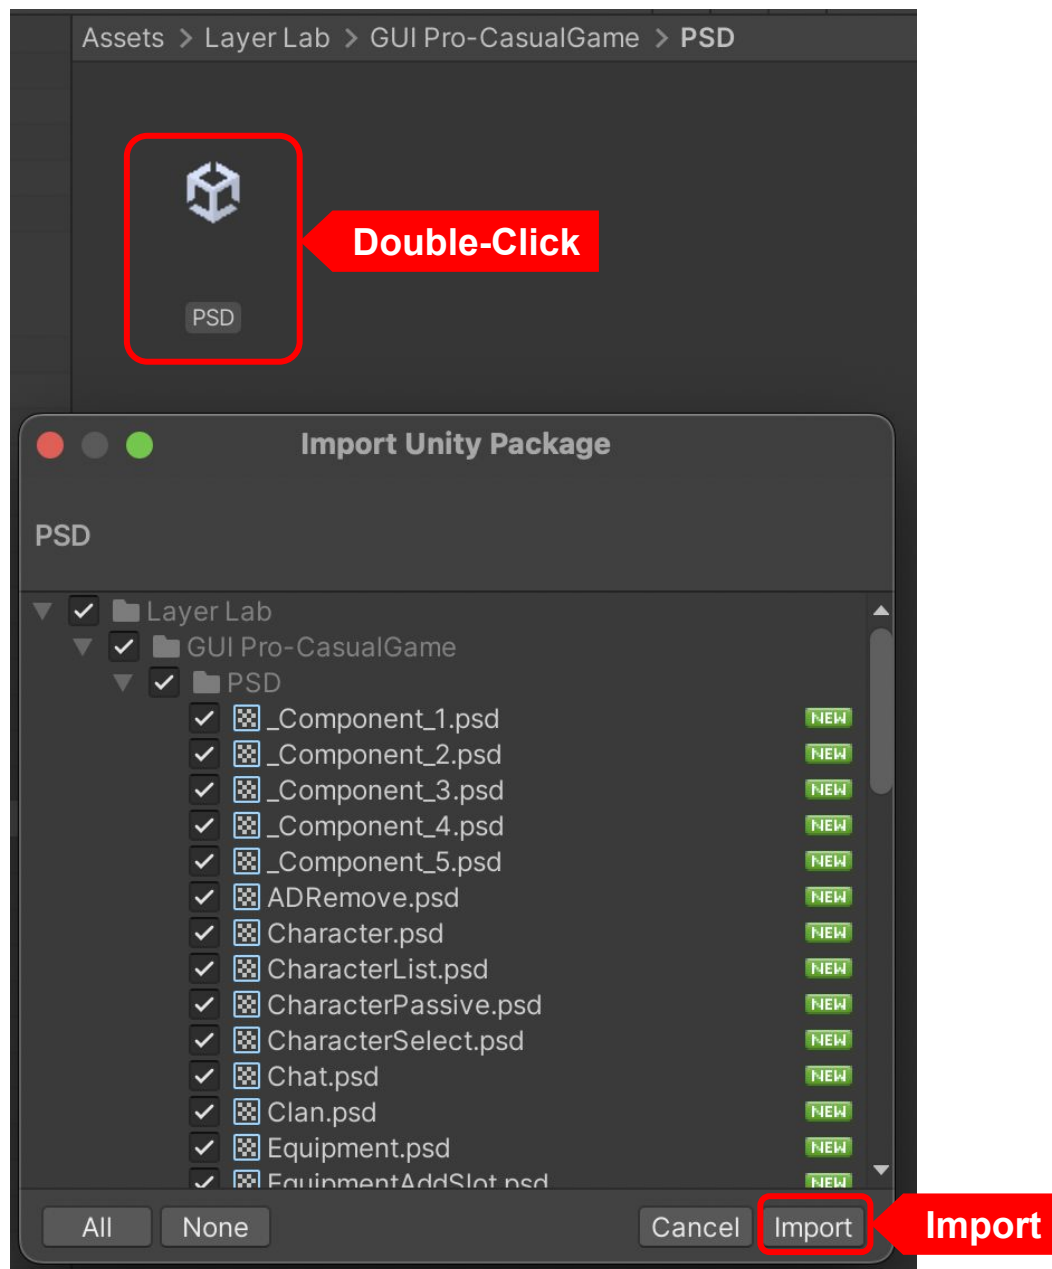 Assets > Layer Lab > GUI Pro-CasualGame > PSD
Double-Click
PSD
Import Unity Package
PSD
Layer Lab
GUI Pro-CasualGame
PSD
_Component_1.psd NEW
_Component_2.psd NEW
_Component_3.psd NEW
_Component_4.psd NEW
_Component_5.psd NEW
ADRemove.psd NEW
Character.psd NEW
CharacterList.psd NEW
CharacterPassive.psd NEW
CharacterSelect.psd NEW
Chat.psd NEW
Clan.psd NEW
Equipment.psd NEW
EquipmentAddSlot.psd NEW
All None Cancel Import Import